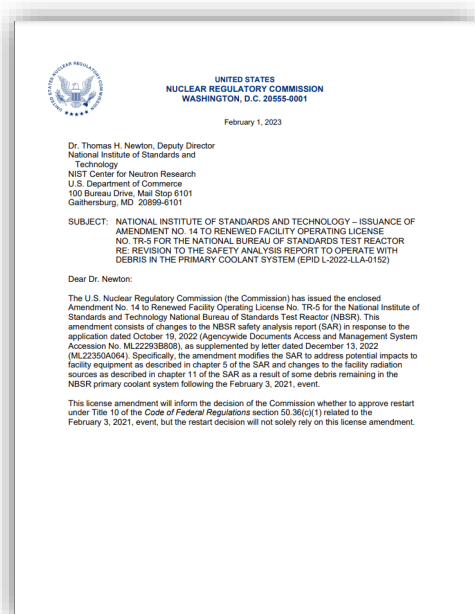 UNITED STATES NUCLEAR REGULATORY COMMISSION
UNITED STATES
NUCLEAR REGULATORY COMMISSION
WASHINGTON, D.C. 20555-0001
February 1, 2023
Dr. Thomas H. Newton, Deputy Director
National Institute of Standards and
Technology
NIST Center for Neutron Research
U.S. Department of Commerce
100 Bureau Drive, Mail Stop 6101
Gaithersburg, MD 20899-6101
SUBJECT: NATIONAL INSTITUTE OF STANDARDS AND TECHNOLOGY – ISSUANCE OF
AMENDMENT NO. 14 TO RENEWED FACILITY OPERATING LICENSE
NO. TR-5 FOR THE NATIONAL BUREAU OF STANDARDS TEST REACTOR
RE: REVISION TO THE SAFETY ANALYSIS REPORT TO OPERATE WITH
DEBRIS IN THE PRIMARY COOLANT SYSTEM (EPID L-2022-LLA-0152)
Dear Dr. Newton:
The U.S. Nuclear Regulatory Commission (the Commission) has issued the enclosed
Amendment No. 14 to Renewed Facility Operating License No. TR-5 for the National Institute of
Standards and Technology National Bureau of Standards Test Reactor (NBSR). This
amendment consists of changes to the NBSR safety analysis report (SAR) in response to the
application dated October 19, 2022 (Agencywide Documents Access and Management System
Accession No. ML22293B808), as supplemented by letter dated December 13, 2022
(ML22350A064). Specifically, the amendment modifies the SAR to address potential impacts to
facility equipment as described in chapter 5 of the SAR and changes to the facility radiation
sources as described in chapter 11 of the SAR as a result of some debris remaining in the
NBSR primary coolant system following the February 3, 2021, event.
This license amendment will inform the decision of the Commission whether to approve restart
under Title 10 of the Code of Federal Regulations section 50.36(c)(1) related to the
February 3, 2021, event, but the restart decision will not solely rely on this license amendment.